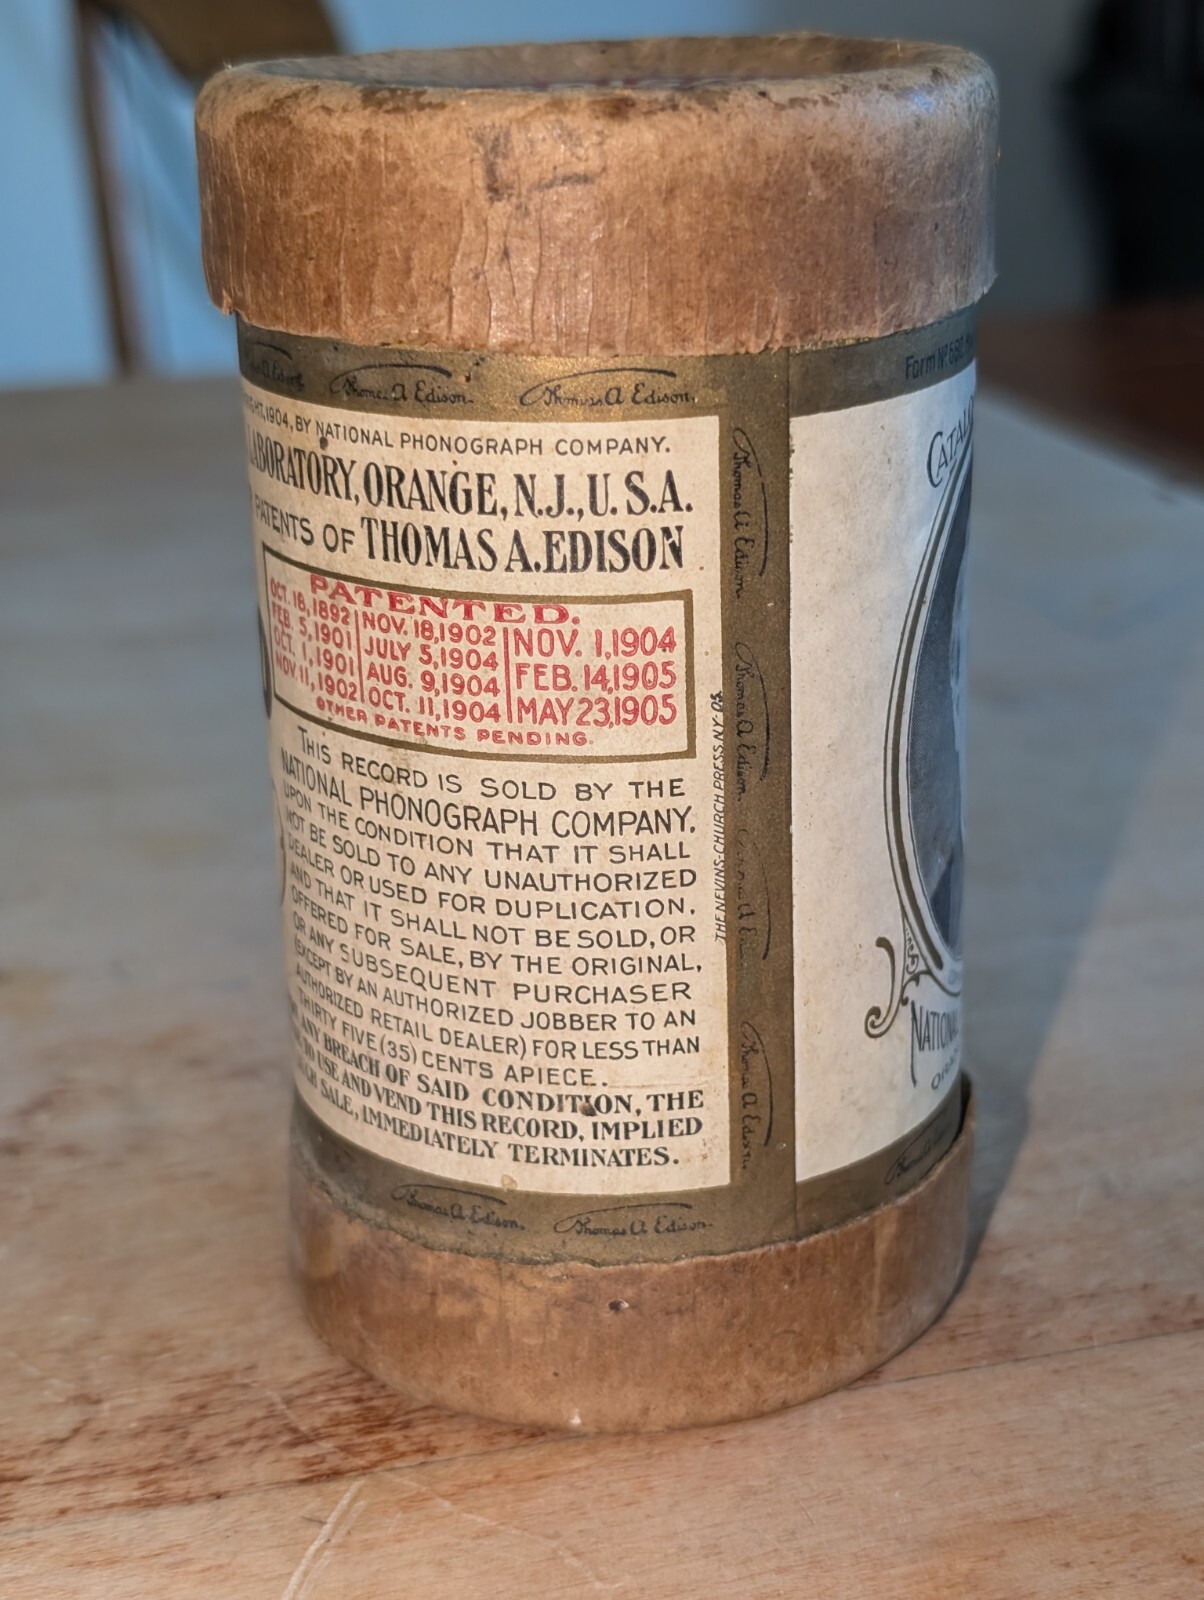 Thomas A Edison. Thomas A Edison.
Form No 680.
1904, BY NATIONAL PHONOGRAPH COMPANY.
LABORATORY, ORANGE, N.J., U.S.A.
PATENTS OF THOMAS A. EDISON
PATENTED.
OCT. 18, 1892 NOV. 18, 1902 NOV. 1, 1904
FEB. 5, 1901 JULY 5, 1904 FEB. 14, 1905
OCT. 1, 1901 AUG. 9, 1904 MAY 23, 1905
NOV. 11, 1902 OCT. 11, 1904
OTHER PATENTS PENDING.
THIS RECORD IS SOLD BY THE
NATIONAL PHONOGRAPH COMPANY.
UPON THE CONDITION THAT IT SHALL
NOT BE SOLD TO ANY UNAUTHORIZED
DEALER OR USED FOR DUPLICATION,
AND THAT IT SHALL NOT BE SOLD, OR
OFFERED FOR SALE, BY THE ORIGINAL,
OR ANY SUBSEQUENT PURCHASER
(EXCEPT BY AN AUTHORIZED JOBBER TO AN
AUTHORIZED RETAIL DEALER) FOR LESS THAN
THIRTY FIVE (35) CENTS APIECE.
ANY BREACH OF SAID CONDITION, THE
TO USE AND VEND THIS RECORD, IMPLIED
SALE, IMMEDIATELY TERMINATES.
THE NEVINS-CHURCH PRESS N.Y.
Thomas A Edison.
Thomas A Edison.
Thomas A Edison.
Thomas A Edison. Thomas A Edison.